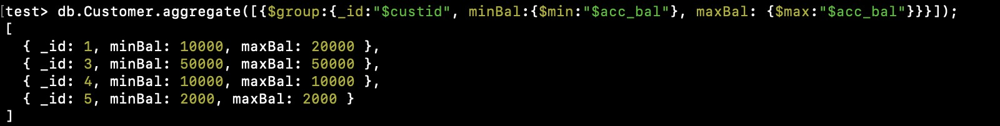 [test> db.Customer.aggregate([{$group:{_id:"$custid", minBal:{$min:"$acc_bal"}, maxBal: {$max:"$acc_bal"}}}]);
[
  { _id: 1, minBal: 10000, maxBal: 20000 },
  { _id: 3, minBal: 50000, maxBal: 50000 },
  { _id: 4, minBal: 10000, maxBal: 10000 },
  { _id: 5, minBal: 2000, maxBal: 2000 }
]